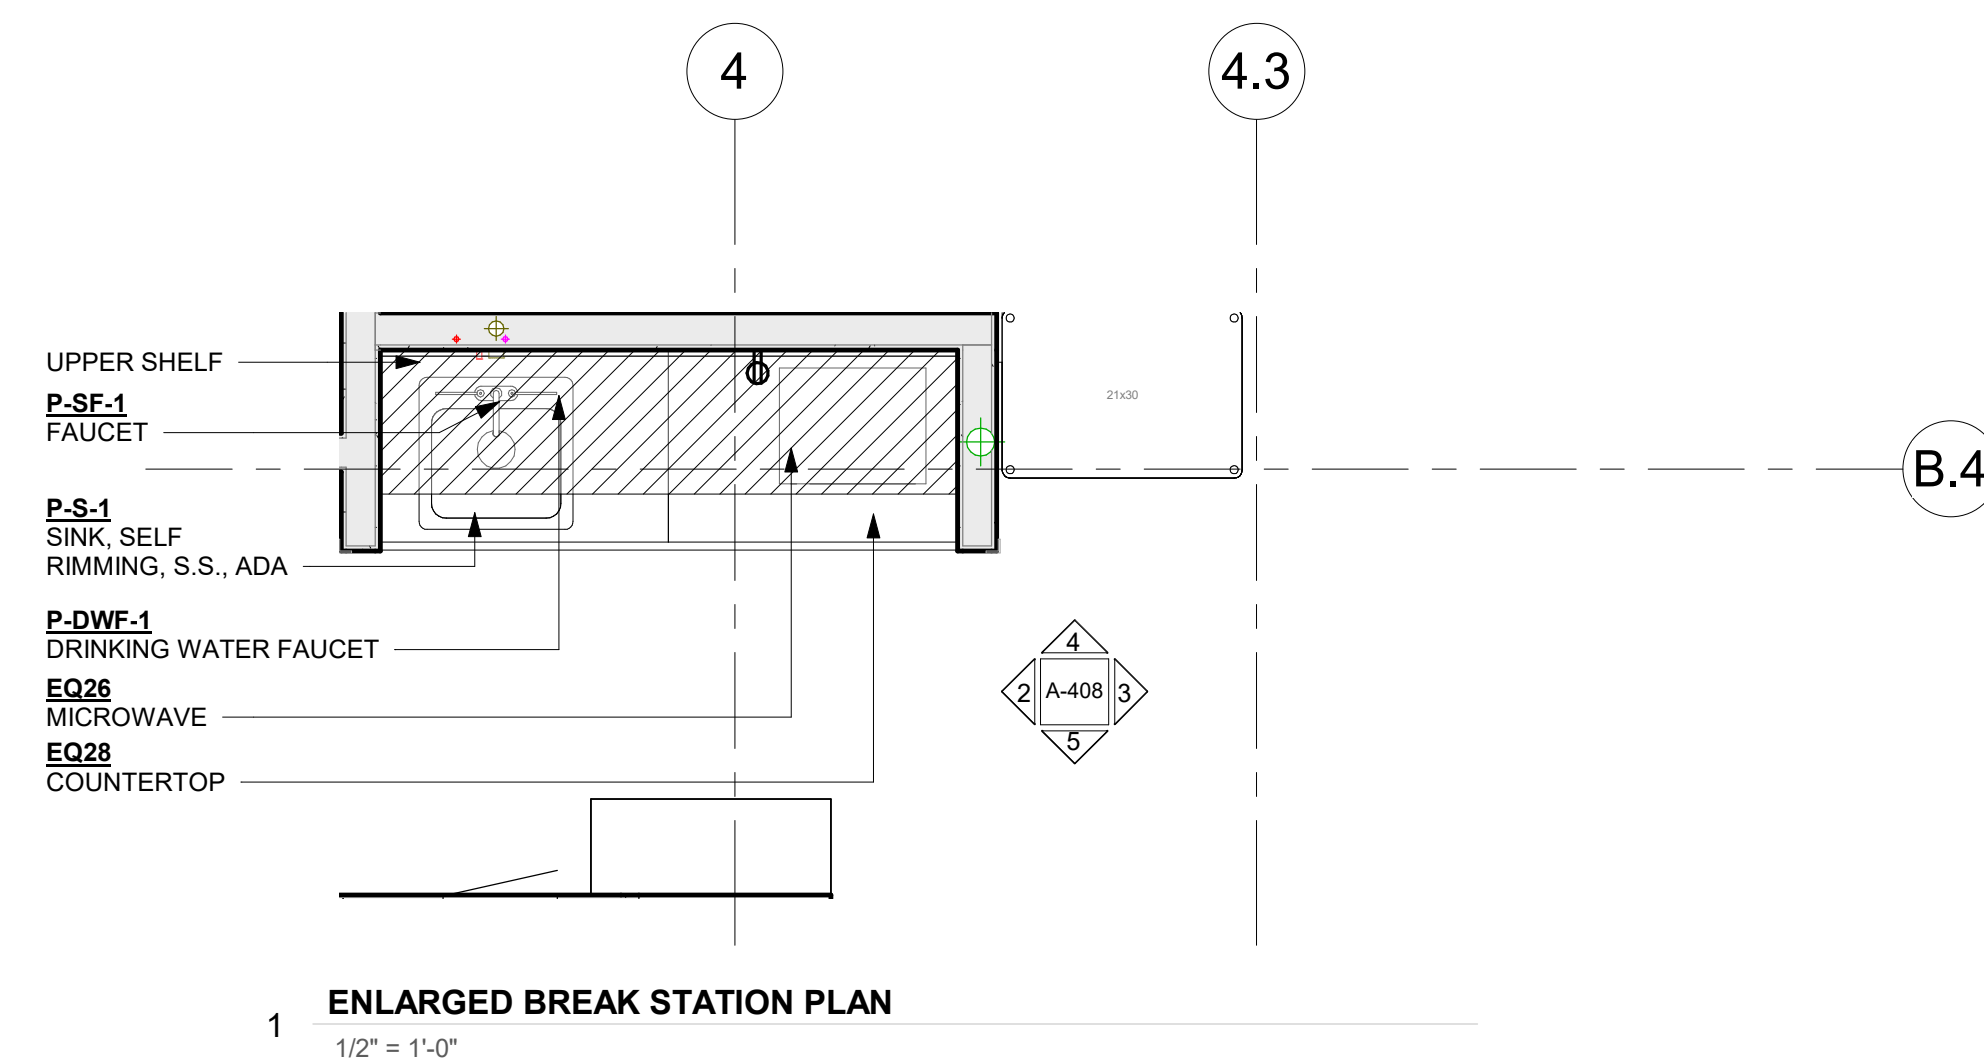 4
4.3
UPPER SHELF
P-SF-1
FAUCET
21x30
B.4
P-S-1
SINK, SELF
RIMMING, S.S., ADA
P-DWF-1
DRINKING WATER FAUCET
4
2 A-408 3
5
EQ26
MICROWAVE
EQ28
COUNTERTOP
ENLARGED BREAK STATION PLAN
1
1/2" = 1'-0"